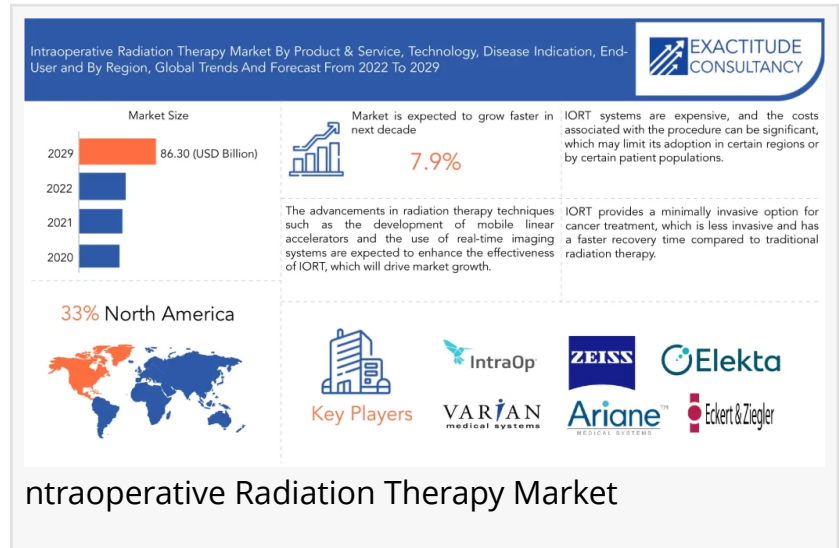 Intraoperative Radiation Therapy Market By Product & Service, Technology, Disease Indication, End-
User and By Region, Global Trends And Forecast From 2022 To 2029
EXACTITUDE
CONSULTANCY
Market Size
2029
86.30 (USD Billion)
2022
2021
2020
Market is expected to grow faster in
next decade
7.9%
IORT systems are expensive, and the costs
associated with the procedure can be significant,
which may limit its adoption in certain regions or
by certain patient populations.
The advancements in radiation therapy techniques
such as the development of mobile linear
accelerators and the use of real-time imaging
systems are expected to enhance the effectiveness
of IORT, which will drive market growth.
IORT provides a minimally invasive option for
cancer treatment, which is less invasive and has
a faster recovery time compared to traditional
radiation therapy.
33% North America
Key Players
IntraOp
ZEISS
Elekta
VARIAN
medical systems
Ariane™
MEDICAL SYSTEMS
Eckert & Ziegler
ntraoperative Radiation Therapy Market